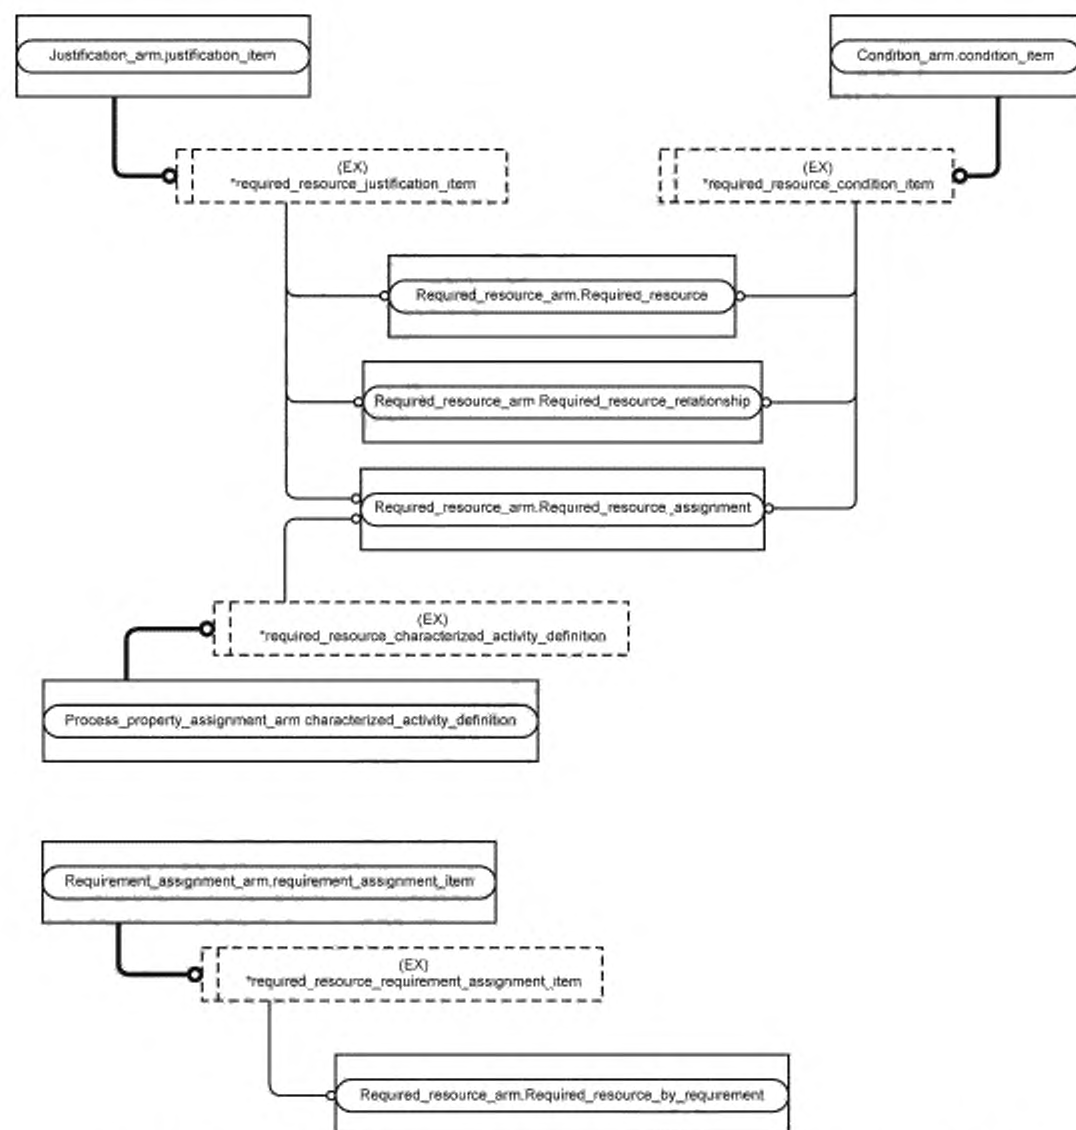 Justification_arm.justification_item
Condition_arm.condition_item
(EX)
*required_resource_justification_item
(EX)
*required_resource_condition_item
Required_resource_arm.Required_resource
Required_resource_arm Required_resource_relationship
Required_resource_arm.Required_resource_assignment
(EX)
*required_resource_characterized_activity_definition
Process_property_assignment_arm characterized_activity_definition
Requirement_assignment_arm.requirement_assignment_item
(EX)
*required_resource_requirement_assignment_item
Required_resource_arm.Required_resource_by_requirement